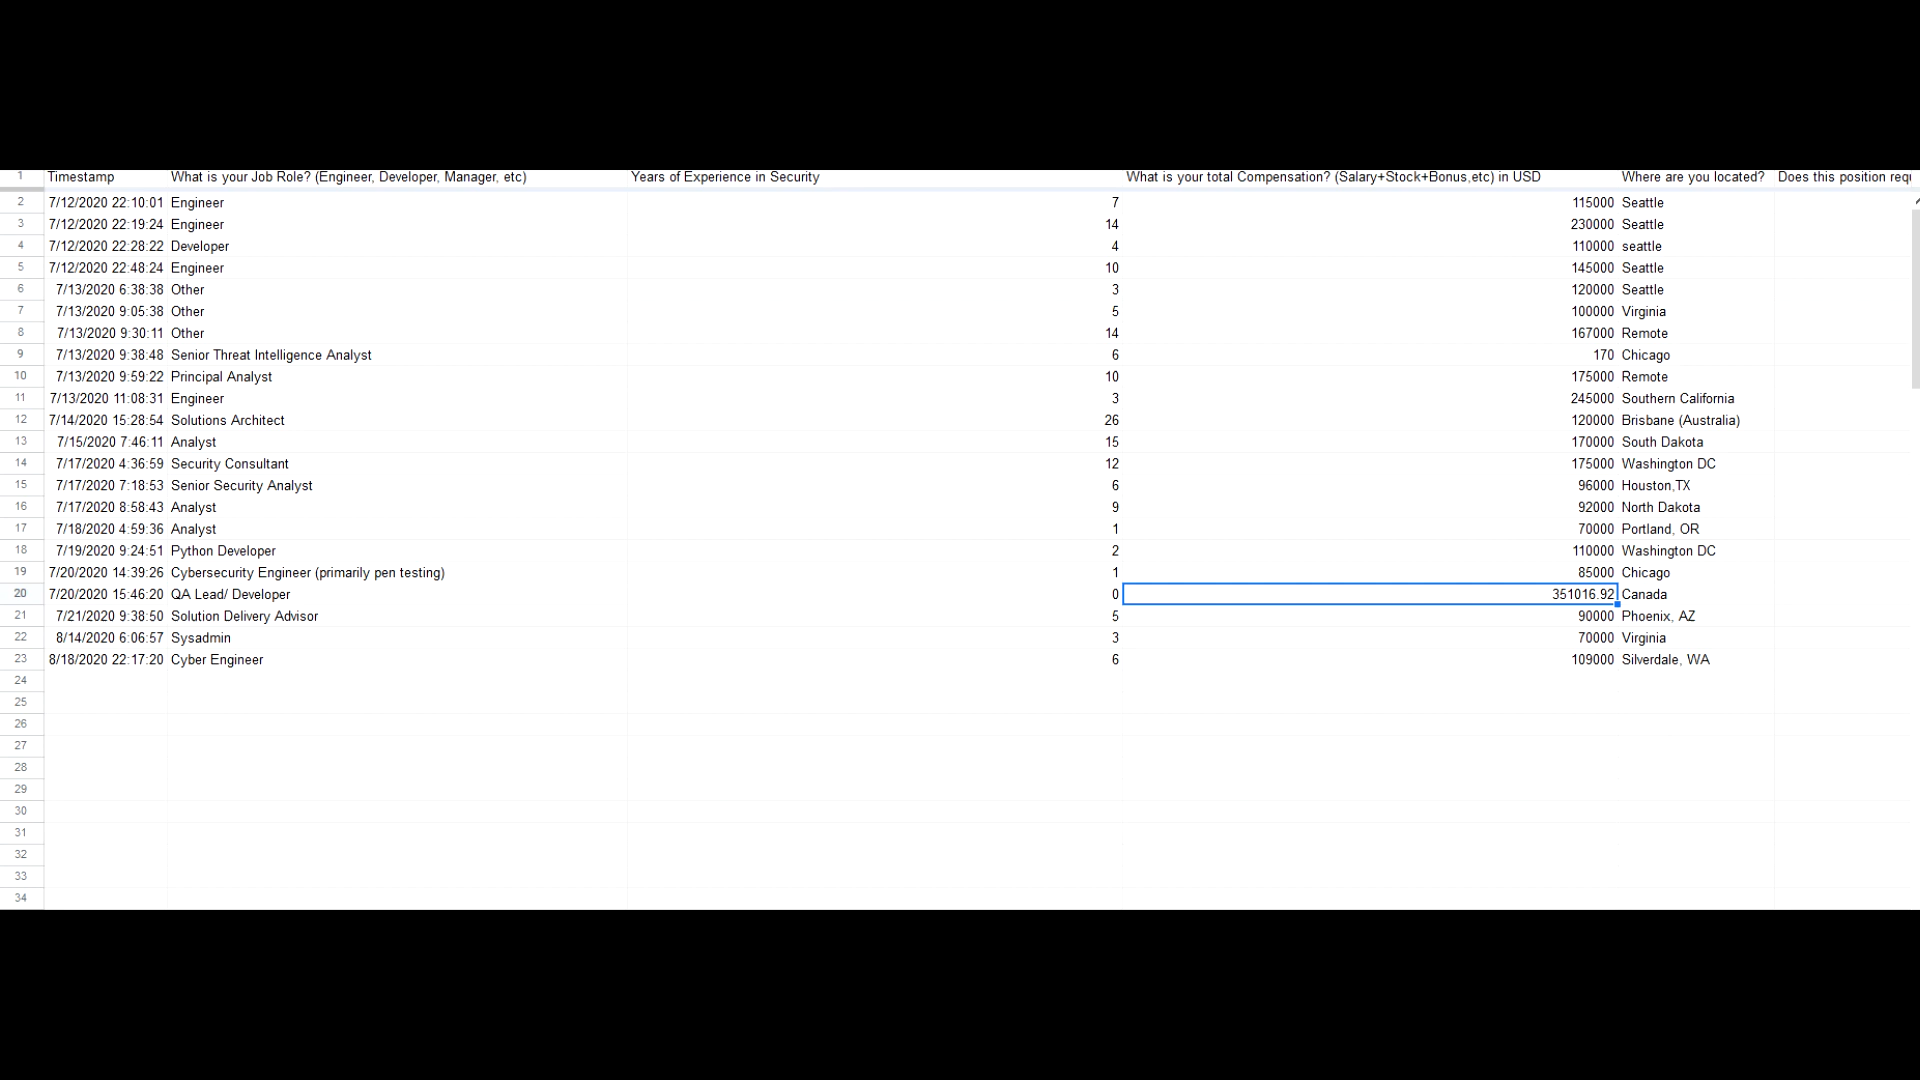 1 Timestamp What is your Job Role? (Engineer, Developer, Manager, etc) Years of Experience in Security What is your total Compensation? (Salary+Stock+Bonus,etc) in USD Where are you located? Does this position requ
2 7/12/2020 22:10:01 Engineer 7 115000 Seattle
3 7/12/2020 22:19:24 Engineer 14 230000 Seattle
4 7/12/2020 22:28:22 Developer 4 110000 seattle
5 7/12/2020 22:48:24 Engineer 10 145000 Seattle
6 7/13/2020 6:38:38 Other 3 120000 Seattle
7 7/13/2020 9:05:38 Other 5 100000 Virginia
8 7/13/2020 9:30:11 Other 14 167000 Remote
9 7/13/2020 9:38:48 Senior Threat Intelligence Analyst 6 170 Chicago
10 7/13/2020 9:59:22 Principal Analyst 10 175000 Remote
11 7/13/2020 11:08:31 Engineer 3 245000 Southern California
12 7/14/2020 15:28:54 Solutions Architect 26 120000 Brisbane (Australia)
13 7/15/2020 7:46:11 Analyst 15 170000 South Dakota
14 7/17/2020 4:36:59 Security Consultant 12 175000 Washington DC
15 7/17/2020 7:18:53 Senior Security Analyst 6 96000 Houston,TX
16 7/17/2020 8:58:43 Analyst 9 92000 North Dakota
17 7/18/2020 4:59:36 Analyst 1 70000 Portland, OR
18 7/19/2020 9:24:51 Python Developer 2 110000 Washington DC
19 7/20/2020 14:39:26 Cybersecurity Engineer (primarily pen testing) 1 85000 Chicago
20 7/20/2020 15:46:20 QA Lead/ Developer 0 351016.92 Canada
21 7/21/2020 9:38:50 Solution Delivery Advisor 5 90000 Phoenix, AZ
22 8/14/2020 6:06:57 Sysadmin 3 70000 Virginia
23 8/18/2020 22:17:20 Cyber Engineer 6 109000 Silverdale, WA
24
25
26
27
28
29
30
31
32
33
34